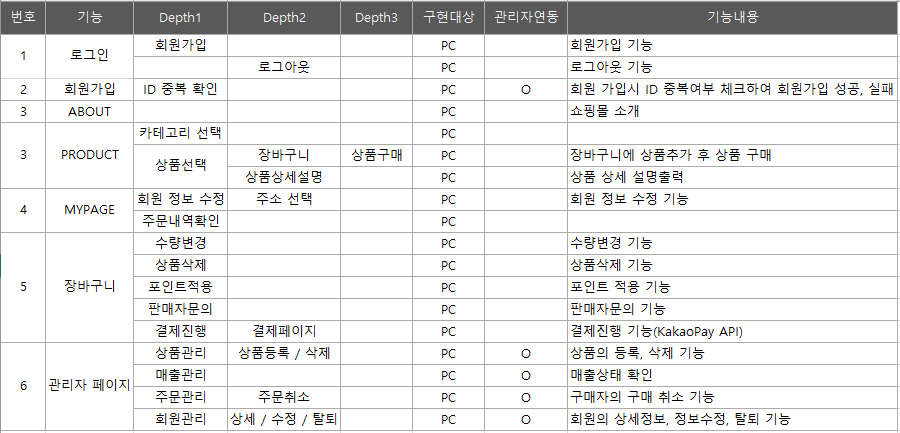 번호 기능 Depth1 Depth2 Depth3 구현대상 관리자연동 기능내용
1 로그인 회원가입 PC 회원가입 기능
로그아웃 PC 로그아웃 기능
2 회원가입 ID 중복 확인 PC O 회원 가입시 ID 중복여부 체크하여 회원가입 성공, 실패
3 ABOUT PC 쇼핑몰 소개
3 PRODUCT 카테고리 선택 PC
상품선택 장바구니 상품구매 PC 장바구니에 상품추가 후 상품 구매
상품상세설명 PC 상품 상세 설명출력
4 MYPAGE 회원 정보 수정 주소 선택 PC 회원 정보 수정 기능
주문내역확인 PC
5 장바구니 수량변경 PC 수량변경 기능
상품삭제 PC 상품삭제 기능
포인트적용 PC 포인트 적용 기능
판매자문의 PC 판매자문의 기능
결제진행 결제페이지 PC 결제진행 기능(KakaoPay API)
6 관리자 페이지 상품관리 상품등록 / 삭제 PC O 상품의 등록, 삭제 기능
매출관리 PC O 매출상태 확인
주문관리 주문취소 PC O 구매자의 구매 취소 기능
회원관리 상세 / 수정 / 탈퇴 PC O 회원의 상세정보, 정보수정, 탈퇴 기능